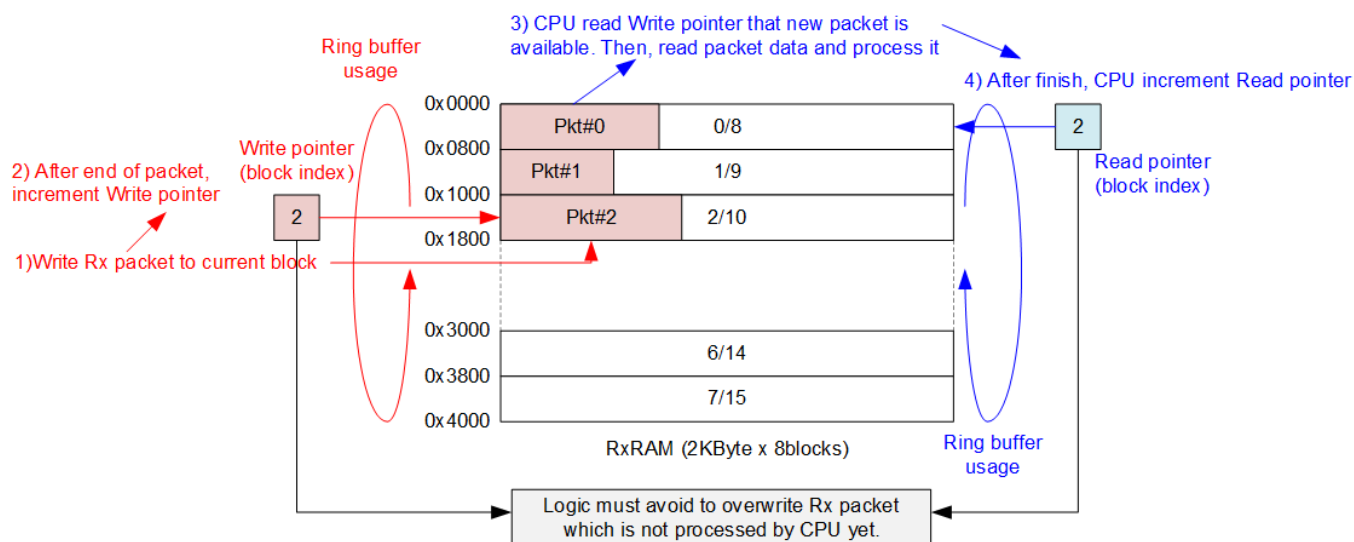 3) CPU read Write pointer that new packet is
available. Then, read packet data and process it
Ring buffer
usage
4) After finish, CPU increment Read pointer
0x0000
Pkt#0
0/8
2
0x0800
Write pointer
(block index)
Pkt#1
1/9
Read pointer
(block index)
2) After end of packet,
increment Write pointer
0x1000
2
Pkt#2
2/10
0x1800
1)Write Rx packet to current block
0x3000
6/14
0x3800
7/15
0x4000
RxRAM (2KByte x 8blocks)
Ring buffer
usage
Logic must avoid to overwrite Rx packet
which is not processed by CPU yet.